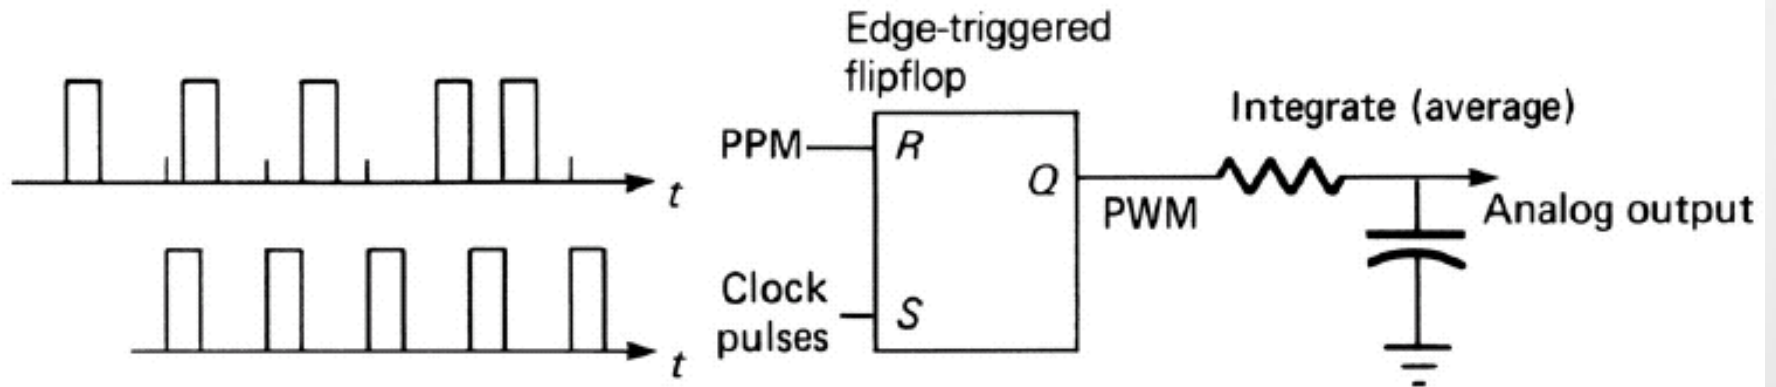 Edge-triggered
flipflop
Integrate (average)
PPM
R
Q
t
PWM
Analog output
Clock
pulses
S
t